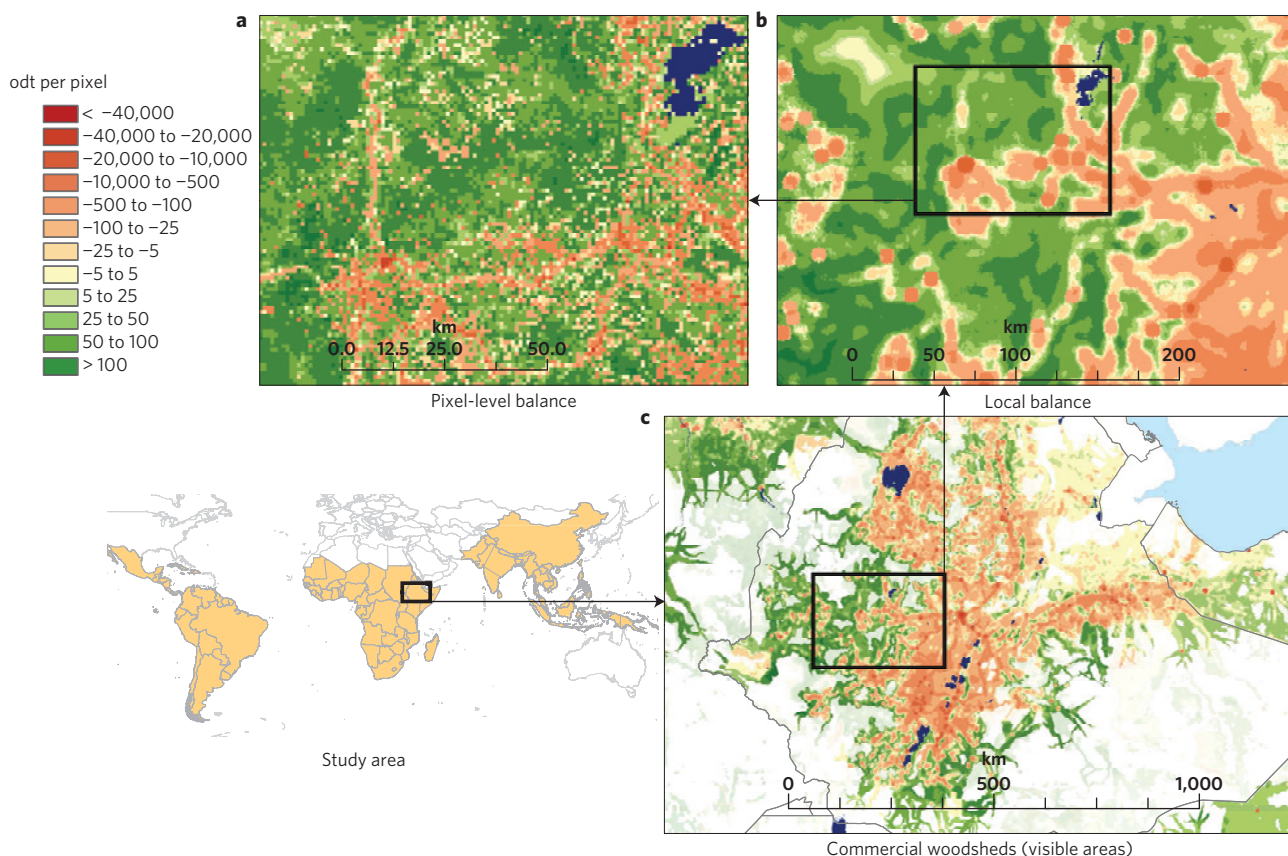 a
b
odt per pixel
< −40,000
−40,000 to −20,000
−20,000 to −10,000
−10,000 to −500
−500 to −100
−100 to −25
−25 to −5
−5 to 5
5 to 25
25 to 50
50 to 100
> 100
km
0.0 12.5 25.0 50.0
Pixel-level balance
km
0 50 100 200
Local balance
c
Study area
km
0 500 1,000
Commercial woodsheds (visible areas)